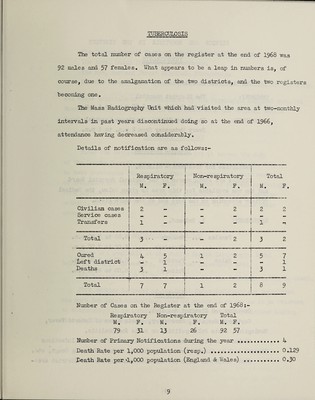 TUBERCULOSIS
The total number of cases on the register at the end of 1968 was
92 males and 57 females. What appears to be a leap in numbers is, of
course, due to the amalgamation of the two districts, and the two registers
becoming one.
The Mass Radiography Unit which had visited the area at two-monthly
intervals in past years discontinued doing so at the end of 1966,
attendance having decreased considerably.
Details of notification are as follows:-
Respiratory Non-respiratory Total
M. F. M. F. M. F.
Civilian cases 2 - - 2 2 2
Service cases - - - - - -
Transfers 1 - - - 1 -
Total 3 - - 2 3 2
Cured 4 5 1 2 5 7
Left district - 1 - - - 1
Deaths 3 1 - - 3 1
Total 7 7 1 2 8 9
Number of Cases on the Register at the end of 1968:-
Respiratory Non-respiratory Total
M. F. M. F. M. F.
79 31 13 26 92 57
Number of Primary Notifications during the year ............ 4
Death Rate per 1,000 population (resp.) ..................... 0.129
Death Rate per 1,000 population (England & Wales) .......... 0.30
9